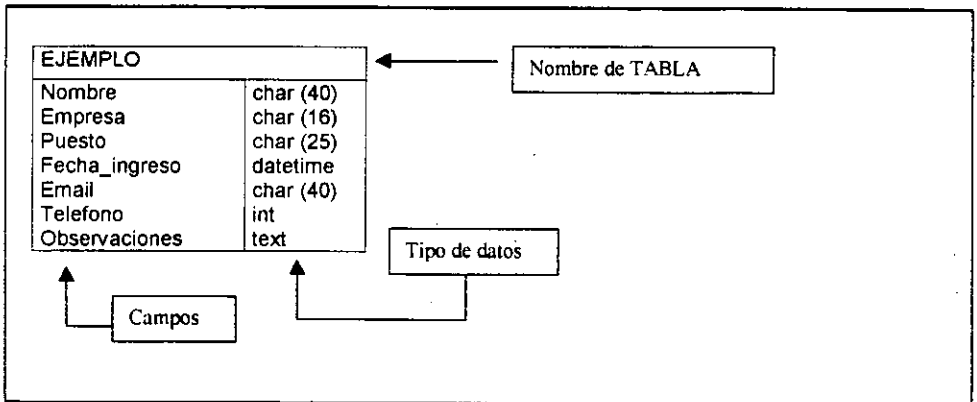 EJEMPLO
Nombre de TABLA
Nombre char (40)
Empresa char (16)
Puesto char (25)
Fecha_ingreso datetime
Email char (40)
Telefono int
Observaciones text
Tipo de datos
Campos